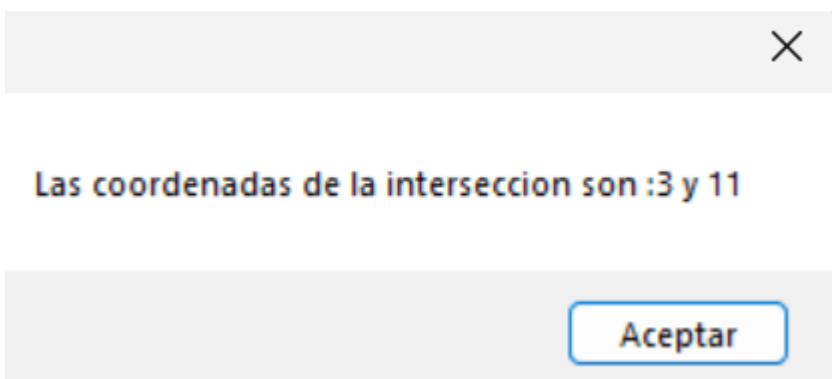 Las coordenadas de la interseccion son :3 y 11
Aceptar